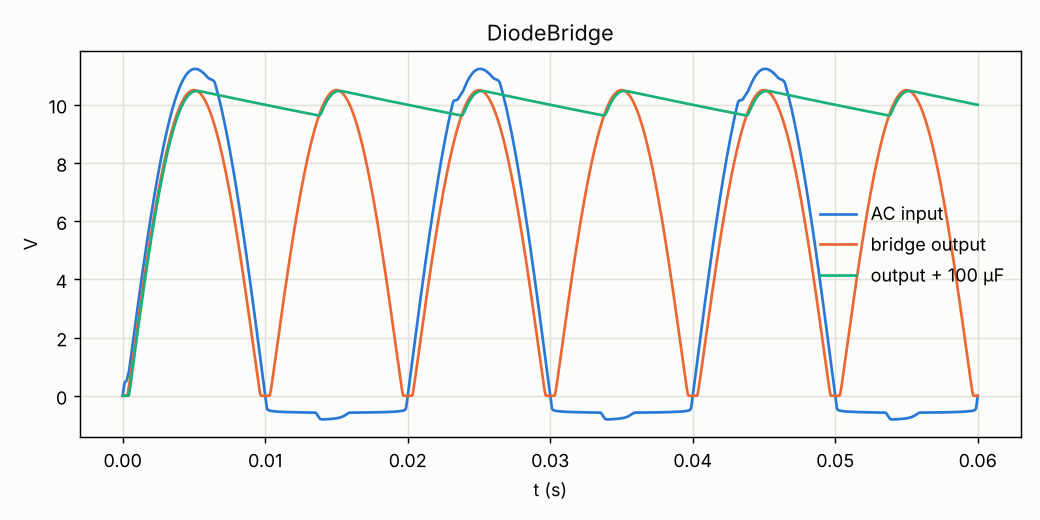 DiodeBridge
V
10
8
6
4
2
0
AC input
bridge output
output + 100 µF
0.00 0.01 0.02 0.03 0.04 0.05 0.06
t (s)